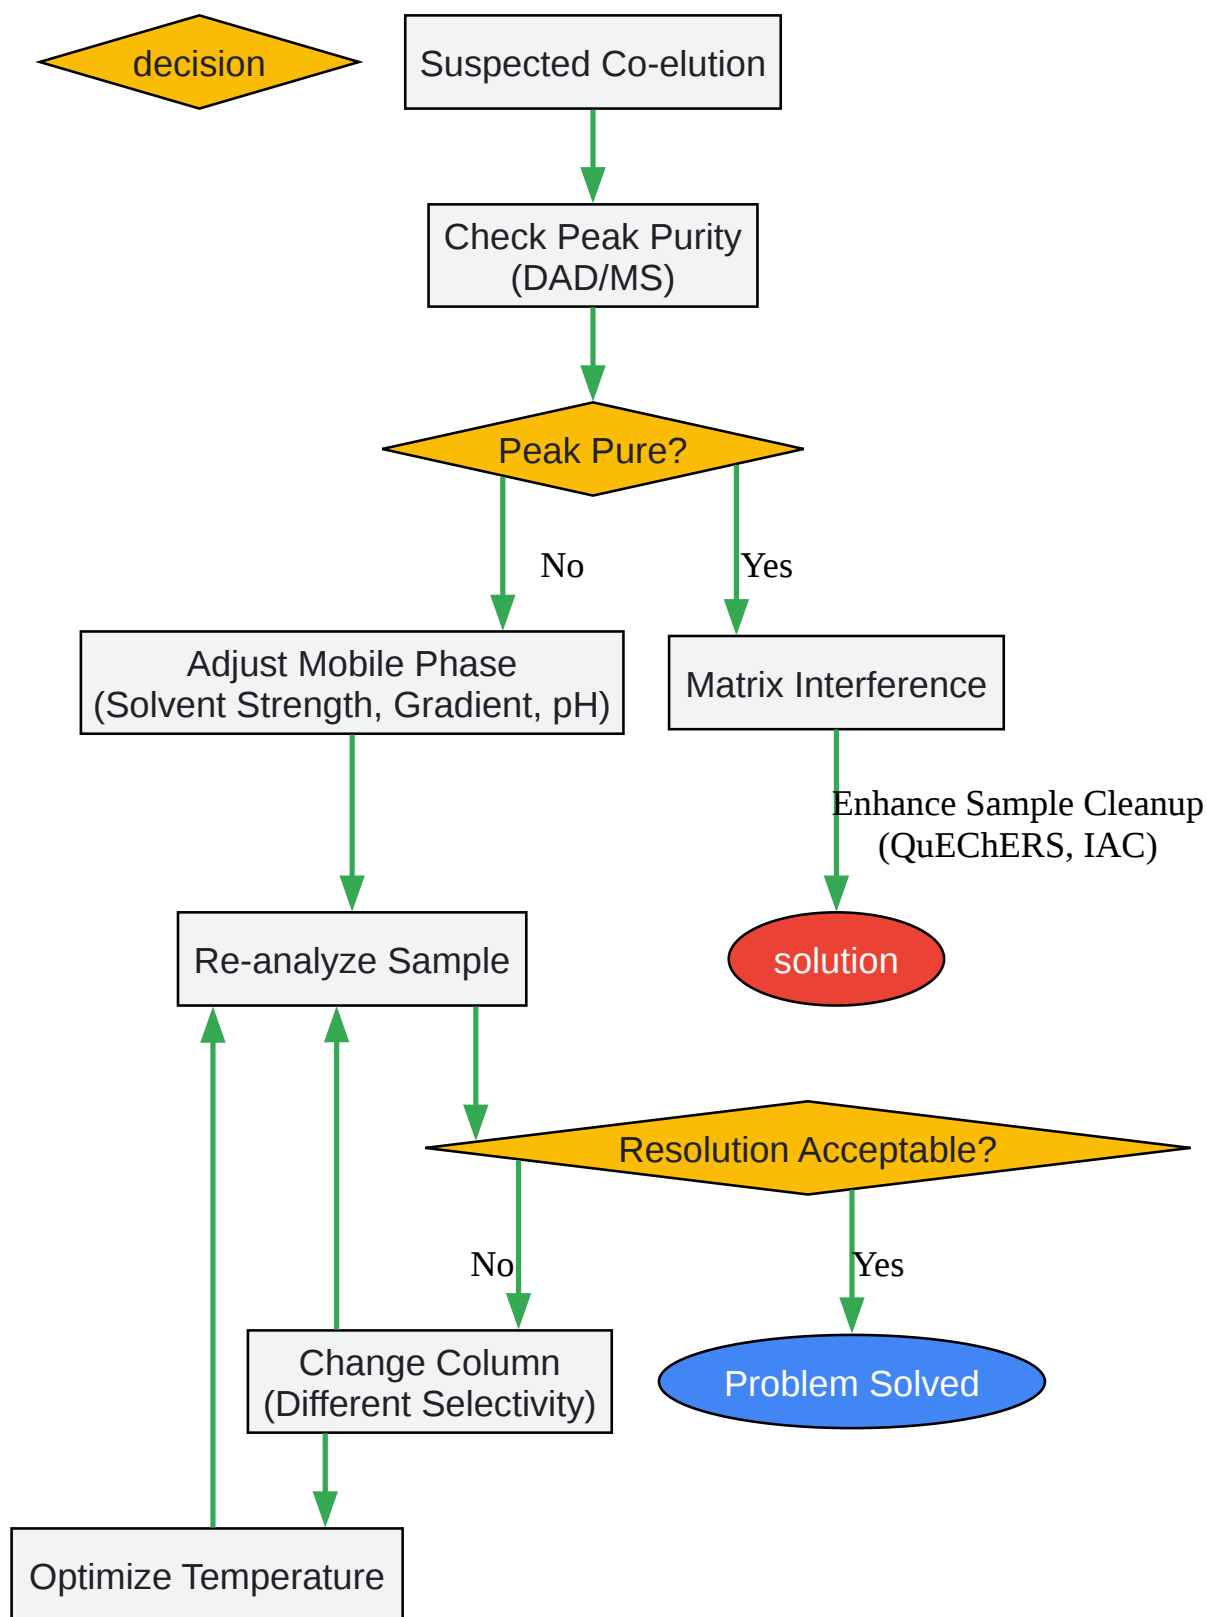 decision
Suspected Co-elution
Check Peak Purity
(DAD/MS)
Peak Pure?
No
Yes
Adjust Mobile Phase
(Solvent Strength, Gradient, pH)
Matrix Interference
Enhance Sample Cleanup
(QuEChERS, IAC)
Re-analyze Sample
solution
Resolution Acceptable?
No
Yes
Change Column
(Different Selectivity)
Problem Solved
Optimize Temperature